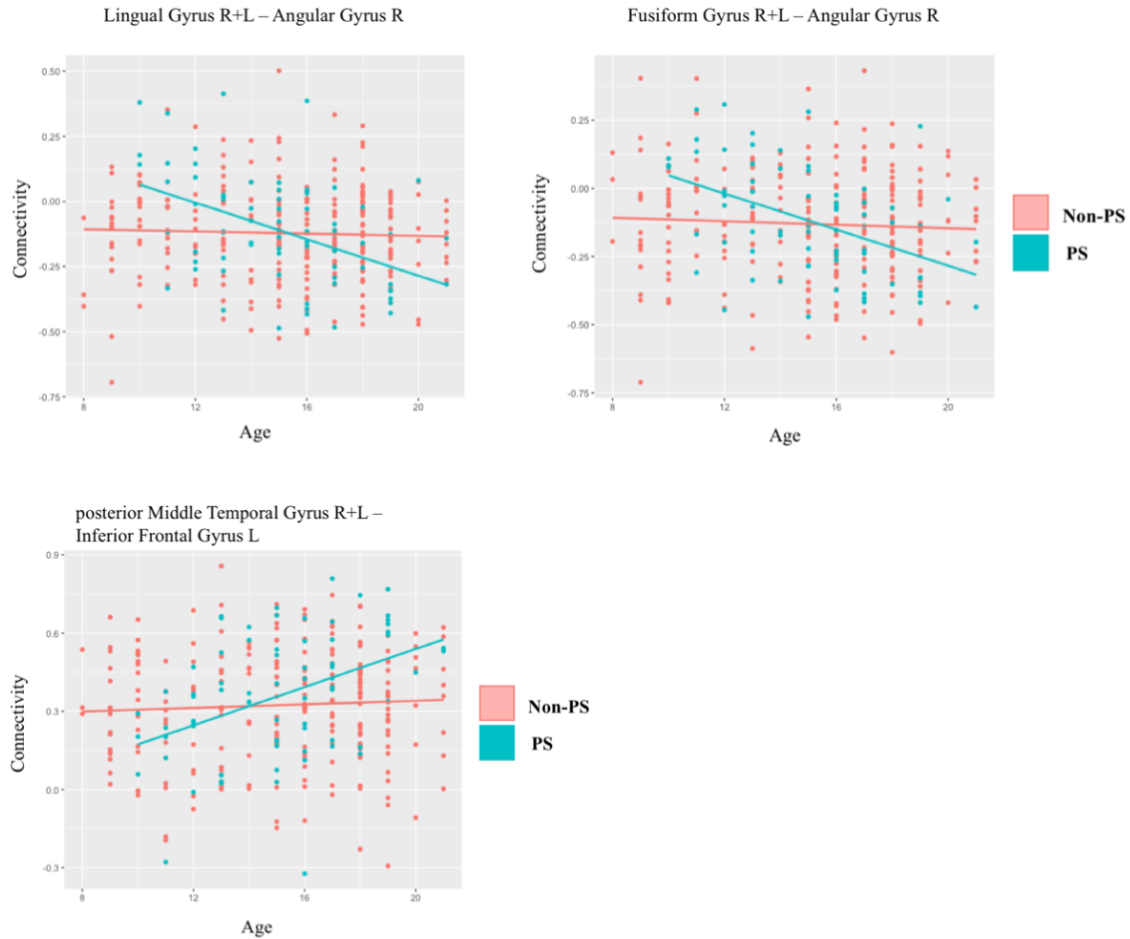 Lingual Gyrus R+L – Angular Gyrus R
Fusiform Gyrus R+L – Angular Gyrus R
0.50
0.25
0.00
-0.25
-0.50
-0.75
Connectivity
8
12
16
20
Age
0.25
0.00
-0.25
-0.50
-0.75
Connectivity
8
12
16
20
Age
Non-PS
PS
posterior Middle Temporal Gyrus R+L –
Inferior Frontal Gyrus L
0.9
0.6
0.3
0.0
-0.3
Connectivity
8
12
16
20
Age
Non-PS
PS